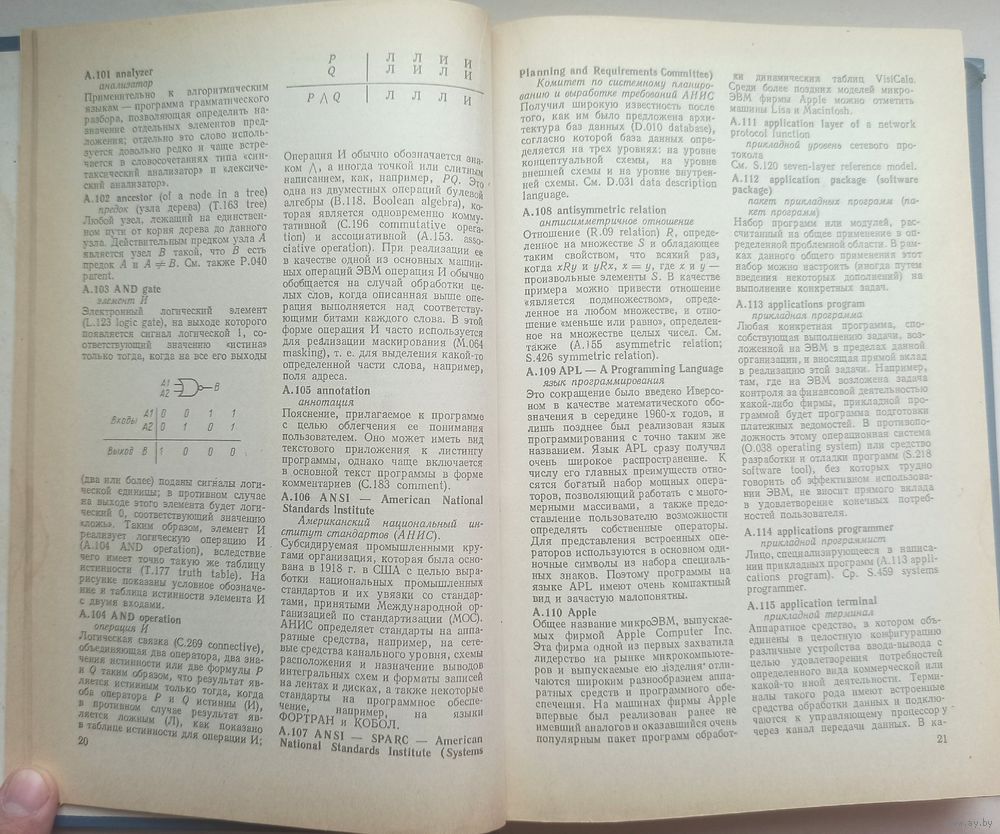 A.101 analyzer
анализатор
Применительно к алгоритмическим
языкам — программа грамматического
разбора, позволяющая определить на-
значение отдельных элементов пред-
ложения; отдельно это слово исполь-
зуется довольно редко и чаще встре-
чается в словосочетаниях типа «син-
таксический анализатор» и «лексиче-
ский анализатор».
A.102 ancestor (of a node in a tree)
предок (узла дерева) (T.163 tree)
Любой узел, лежащий на единствен-
ном пути от корня дерева до данного
узла. Действительным предком узла A
является узел B такой, что B есть
предок A и A ≠ B. См. также P.040
parent.
A.103 AND gate
элемент И
Электронный логический элемент
(L.123 logic gate), на выходе которого
появляется сигнал логической 1, со-
ответствующий значению «истина»
только тогда, когда на все его выходы
A1
A2
B
Входы A1 0 0 1 1
A2 0 1 0 1
Выход B 1 0 0 0
(два или более) поданы сигналы логи-
ческой единицы; в противном случае
на выходе этого элемента будет логи-
ческий 0, соответствующий значению
«ложь». Таким образом, элемент И
реализует логическую операцию И
(A.104 AND operation), вследствие
чего имеет точно такую же таблицу
истинности (T.177 truth table). На
рисунке показаны условное обозначе-
ние и таблица истинности элемента И
с двумя входами.
A.104 AND operation
операция И
Логическая связка (C.269 connective),
объединяющая два оператора, два зна-
чения истинности или две формулы P
и Q таким образом, что результат яв-
ляется истинным только тогда, когда
оба оператора P и Q истинны (И),
в противном случае результат яв-
ляется ложным (Л), как показано
в таблице истинности для операции И;
20
P Л Л И И
Q Л И Л И
P ⋀ Q Л Л Л И
Операция И обычно обозначается зна-
ком ⋀, а иногда точкой или слитным
написанием, как, например, PQ. Это
одна из двуместных операций булевой
алгебры (B.118. Boolean algebra), ко-
торая является одновременно комму-
тативной (C.196 commutative opera-
tion) и ассоциативной (A.153. asso-
ciative operation). При реализации ее
в качестве одной из основных машин-
ных операций ЭВМ операция И обычно
обобщается на случай обработки це-
лых слов, когда описанная выше опе-
рация выполняется над соответству-
ющими битами каждого слова. В этой
форме операция И часто используется
для реализации маскирования (M.064
masking), т. е. для выделения какой-то
определенной части слова, например,
поля адреса.
A.105 annotation
аннотация
Пояснение, прилагаемое к программе
с целью облегчения ее понимания
пользователем. Оно может иметь вид
текстового приложения к листингу
программы, однако чаще включается
в основной текст программы в форме
комментариев (C.183 comment).
A.106 ANSI — American National
Standards Institute
Американский национальный ин-
ститут стандартов (АНИС).
Субсидируемая промышленными кру-
гами организация, которая была осно-
вана в 1918 г. в США с целью выра-
ботки национальных промышленных
стандартов и их увязки со стандар-
тами, принятыми Международной ор-
ганизацией по стандартизации (МОС).
АНИС определяет стандарты на аппа-
ратные средства, например, на сете-
вые средства канального уровня, схемы
расположения и назначение выводов
интегральных схем и форматы записей
на лентах и дисках, а также некоторые
стандарты на программное обеспе-
чение, например, на языки
ФОРТРАН и КОБОЛ.
A.107 ANSI — SPARC — American
National Standards Institute (Systems
Planning and Requirements Committee)
Комитет по системному планиро-
ванию и выработке требований АНИС
Получил широкую известность после
того, как им было предложена архи-
тектура баз данных (D.010 database),
согласно которой база данных опре-
деляется на трех уровнях: на уровне
концептуальной схемы, на уровне
внешней схемы и на уровне внутрен-
ней схемы. См. D.031 data description
language.
A.108 antisymmetric relation
антисимметричное отношение
Отношение (R.09 relation) R, опреде-
ленное на множестве S и обладающее
таким свойством, что всякий раз,
когда xRy и yRx, x = y, где x и y —
произвольные элементы S. В качестве
примера можно привести отношение
«является подмножеством», опреде-
ленное на любом множестве, и отно-
шение «меньше или равно», определен-
ное на множестве целых чисел. См.
также (A.155 asymmetric relation;
S.426 symmetric relation).
A.109 APL — A Programming Language
язык программирования
Это сокращение было введено Иверсо-
ном в качестве математического обо-
значения в середине 1960-х годов, и
лишь позднее был реализован язык
программирования с точно таким же
названием. Язык APL сразу получил
очень широкое распространение. К
числу его главных преимуществ отно-
сятся богатый набор мощных опера-
торов, позволяющий работать с много-
мерными массивами, а также предо-
ставление пользователю возможности
определять собственные операторы.
Для представления встроенных опе-
раторов используются в основном оди-
ночные символы из набора специаль-
ных знаков. Поэтому программы на
языке APL имеют очень компактный
вид и зачастую малопонятны.
A.110 Apple
Общее название микроЭВМ, выпускае-
мых фирмой Apple Computer Inc.
Эта фирма одной из первых захватила
лидерство на рынке микрокомпьюте-
ров и выпускаемые ею изделия отли-
чаются широким разнообразием аппа-
ратных средств и программного обе-
спечения. На машинах фирмы Apple
впервые был реализован ранее не
имевший аналогов и оказавшийся очень
популярным пакет программ обработ-
ки динамических таблиц VisiCalc.
Среди более поздних моделей микро-
ЭВМ фирмы Apple можно отметить
машины Lisa и Macintosh.
A.111 application layer of a network
protocol function
прикладной уровень сетевого про-
токола
См. S.120 seven-layer reference model.
A.112 application package (software
package)
пакет прикладных программ (па-
кет программ)
Набор программ или модулей, рас-
считанный на общее применение в оп-
ределенной проблемной области. В рам-
ках данного общего применения этот
набор можно настроить (иногда путем
введения некоторых дополнений) на
выполнение конкретных задач.
A.113 applications program
прикладная программа
Любая конкретная программа, спо-
собствующая выполнению задачи, воз-
ложенной на ЭВМ в пределах данной
организации, и вносящая прямой вклад
в реализацию этой задачи. Например,
там, где на ЭВМ возложена задача
контроля за финансовой деятельностью
какой-либо фирмы, прикладной про-
граммой будет программа подготовки
платежных ведомостей. В противопо-
ложность этому операционная система
(O.038 operating system) или средство
разработки и отладки программ (S.218
software tool), без которых трудно
говорить об эффективном использова-
нии ЭВМ, не вносит прямого вклада
в удовлетворение конечных потреб-
ностей пользователя.
A.114 applications programmer
прикладной программист
Лицо, специализирующееся в написа-
нии прикладных программ (A.113 appli-
cations program). Ср. S.459 systems
programmer.
A.115 application terminal
прикладной терминал
Аппаратное средство, в котором объ-
единены в целостную конфигурацию
различные устройства ввода-вывода с
целью удовлетворения потребностей
определенного вида коммерческой или
какой-то иной деятельности. Терми-
налы такого рода имеют встроенные
средства обработки данных и подклю-
чаются к управляющему процессору
через канал передачи данных. В ка-
21